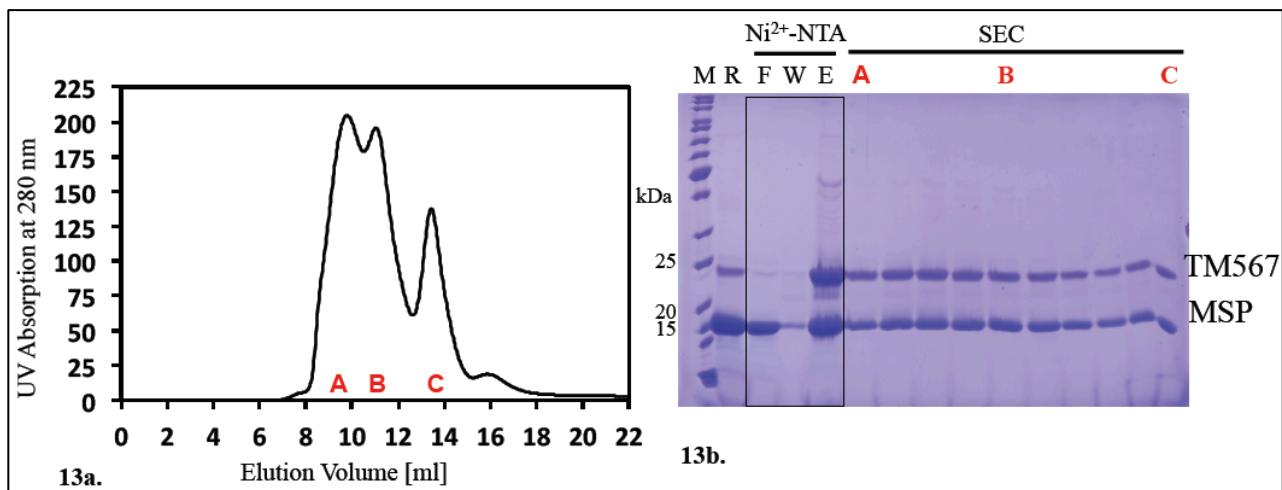 225
200
175
150
125
100
75
50
25
0
UV Absorption at 280 nm
A B C
0 2 4 6 8 10 12 14 16 18 20 22
13a. Elution Volume [ml]
Ni²⁺-NTA SEC
M R F W E A B C
kDa
25
20
15
TM567
MSP
13b.